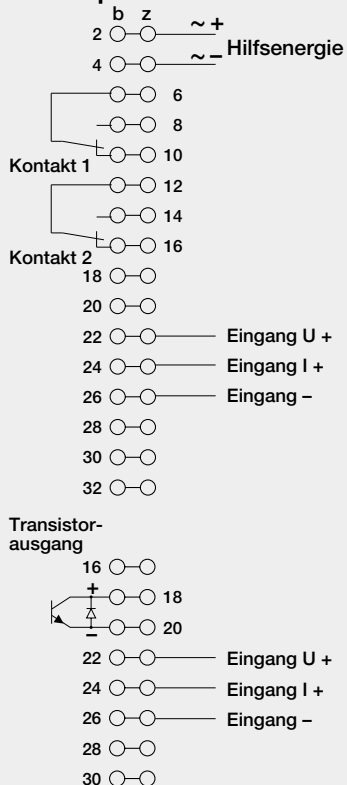 b z
2 ~ +
Hilfsenergie
4 ~ –
6
8
10
Kontakt 1
12
14
16
Kontakt 2
18
20
22 Eingang U +
24 Eingang I +
26 Eingang –
28
30
32
Transistor-
ausgang
16
+ 18
– 20
22 Eingang U +
24 Eingang I +
26 Eingang –
28
30